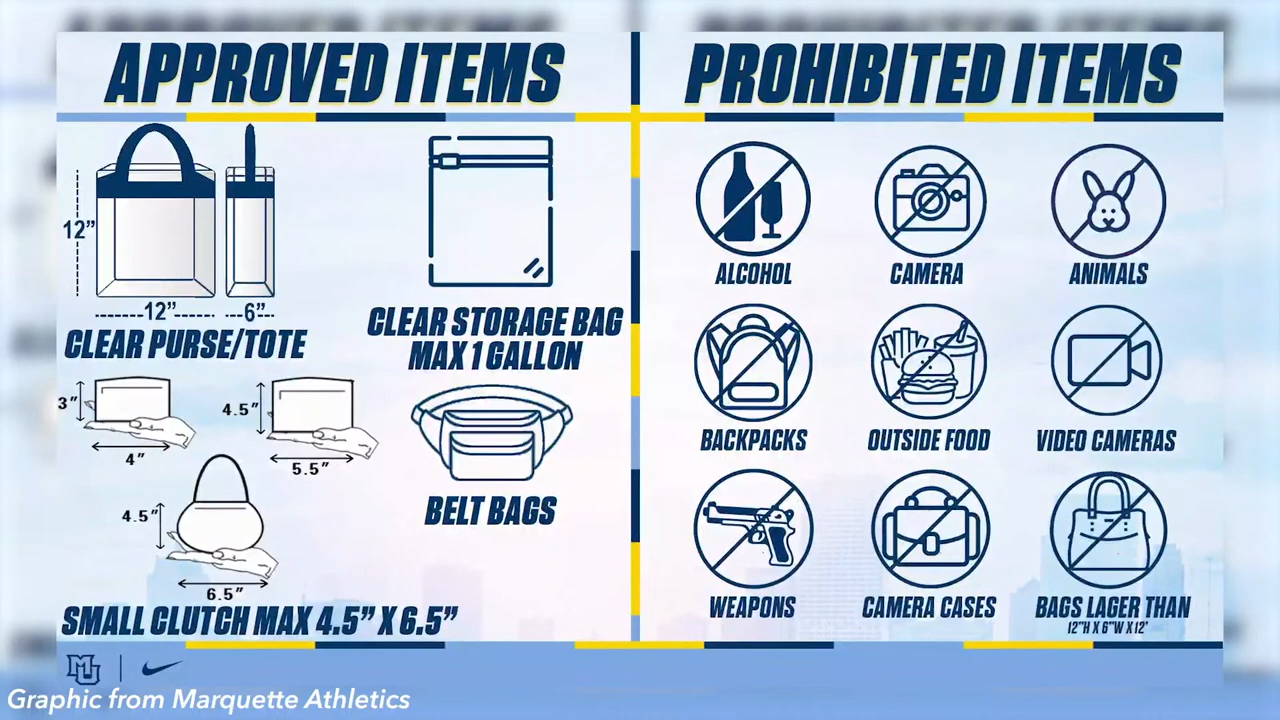 APPROVED ITEMS
12”
12”
6”
CLEAR PURSE/TOTE
CLEAR STORAGE BAG
MAX 1 GALLON
3”
4”
4.5”
5.5”
4.5”
6.5”
SMALL CLUTCH MAX 4.5” X 6.5”
BELT BAGS
PROHIBITED ITEMS
ALCOHOL
CAMERA
ANIMALS
BACKPACKS
OUTSIDE FOOD
VIDEO CAMERAS
WEAPONS
CAMERA CASES
BAGS LAGER THAN
12"H X 6"W X 12'
MU
Graphic from Marquette Athletics